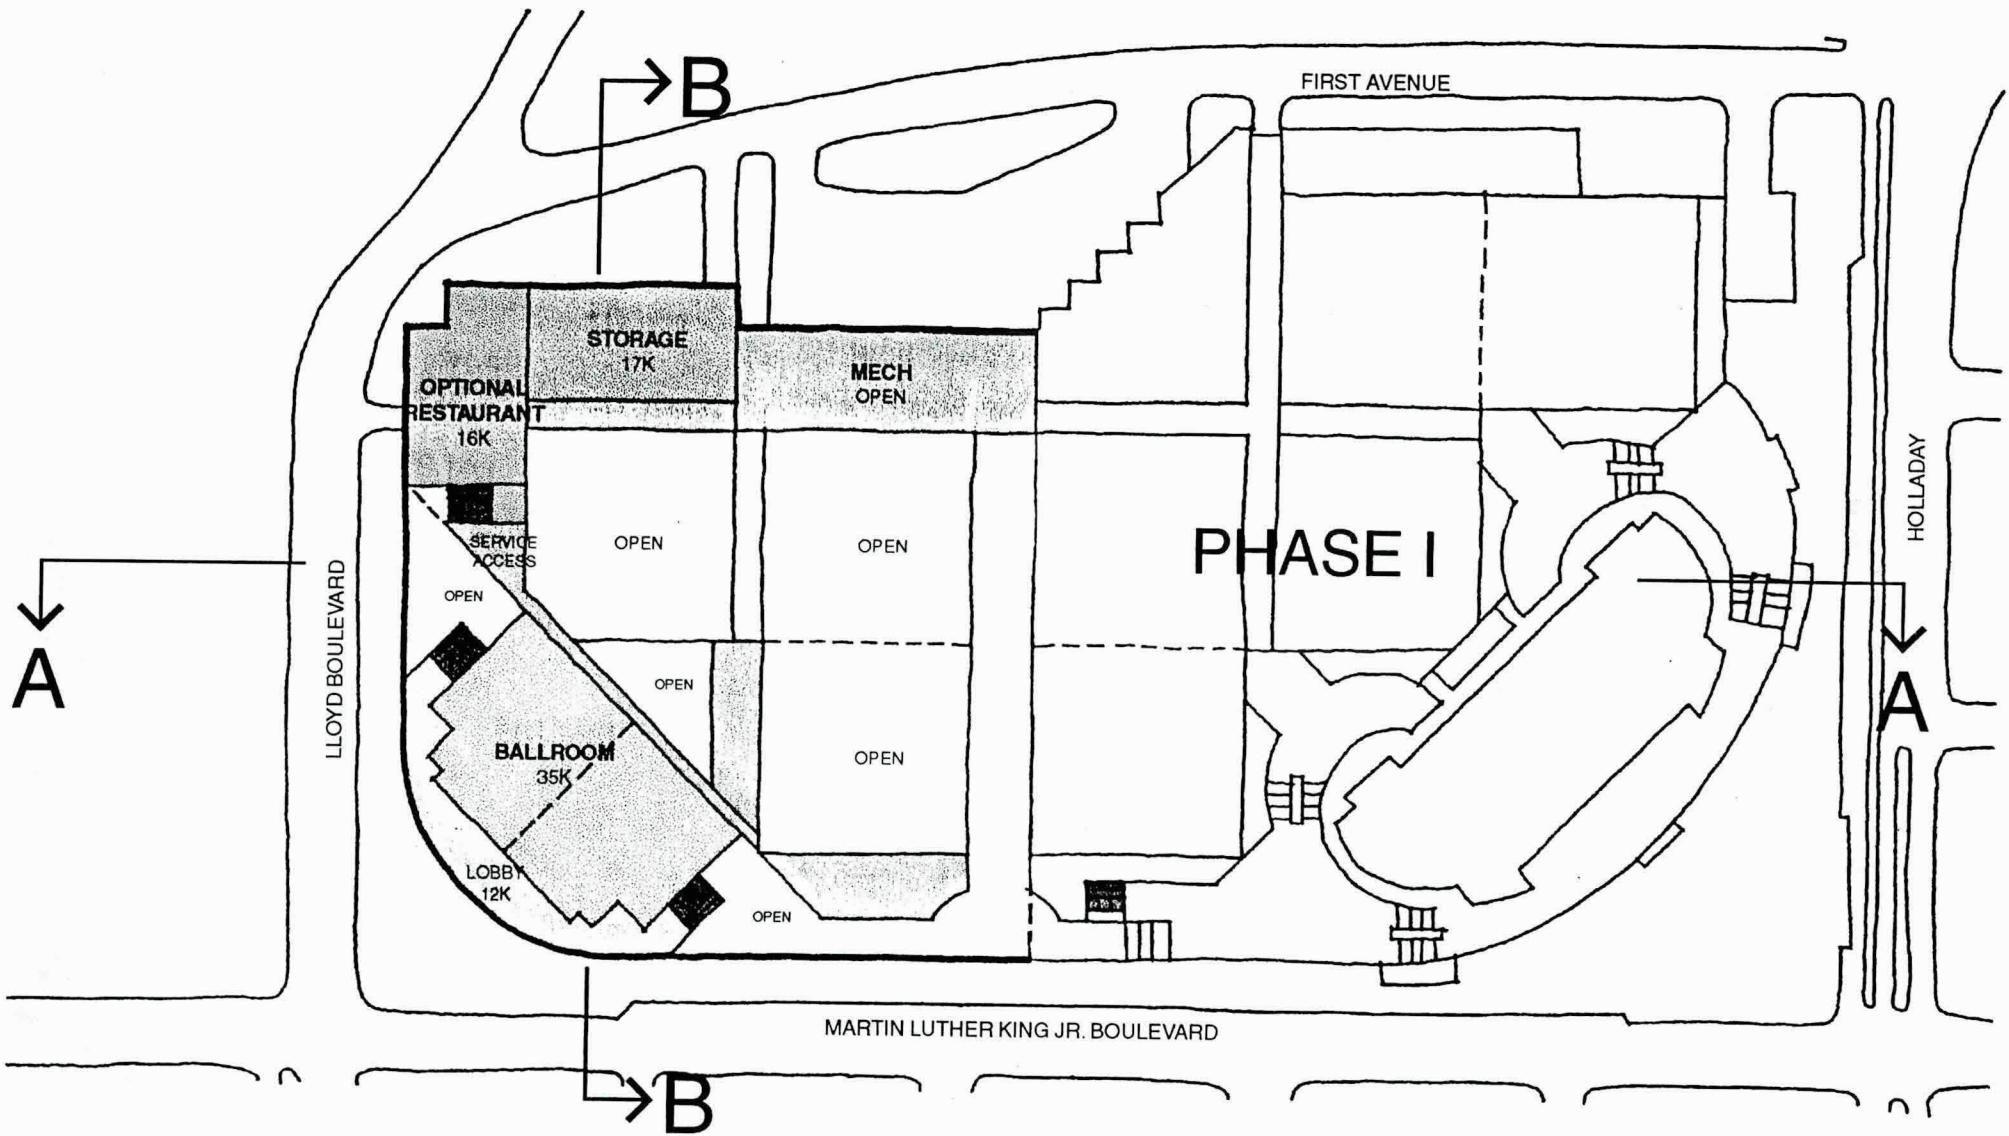 B
FIRST AVENUE
STORAGE
17K
MECH
OPEN
OPTIONAL
RESTAURANT
16K
HOLLADAY
SERVICE
ACCESS
OPEN
OPEN
PHASE I
OPEN
LLOYD BOULEVARD
A
OPEN
A
BALLROOM
35K
OPEN
LOBBY
12K
OPEN
MARTIN LUTHER KING JR. BOULEVARD
B